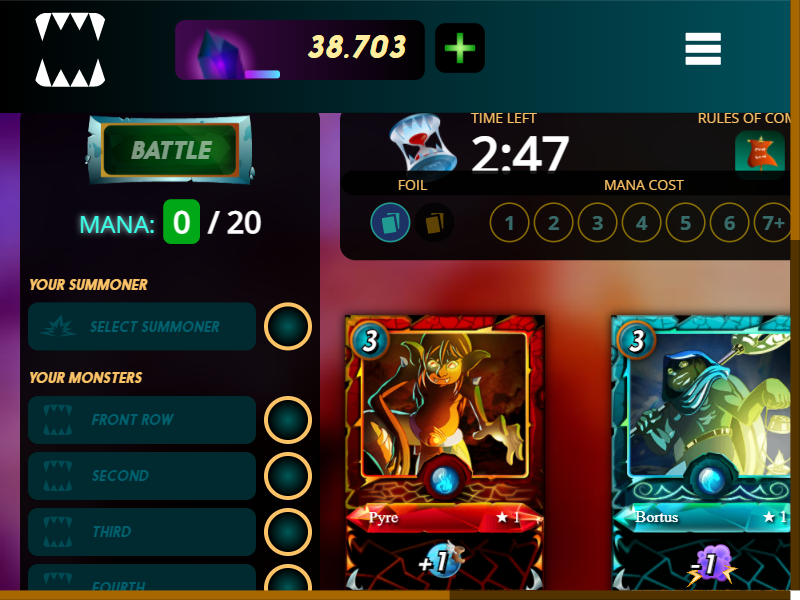 38.703
BATTLE
MANA: 0 / 20
YOUR SUMMONER
SELECT SUMMONER
YOUR MONSTERS
FRONT ROW
SECOND
THIRD
FOURTH
TIME LEFT
2:47
RULES OF COM
FOIL
MANA COST
1 2 3 4 5 6 7+
3
Pyre ★ 1
+1
3
Bortus ★ 1
-1